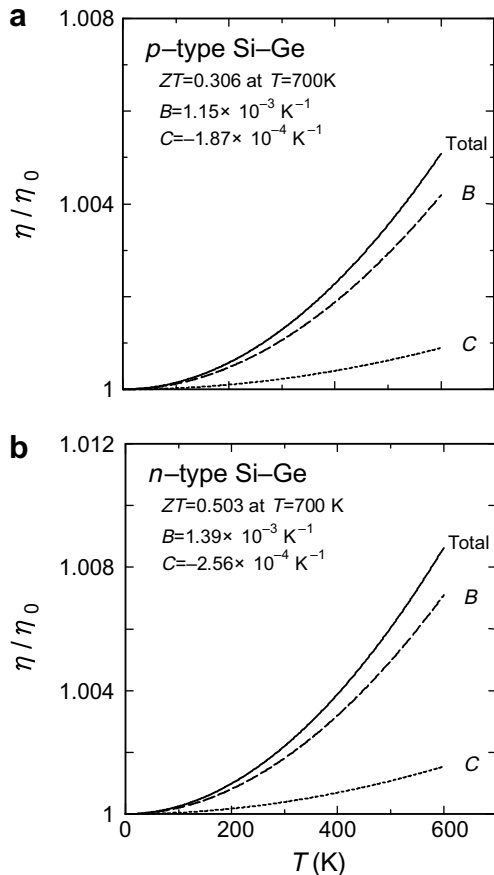 a
1.008
p–type Si–Ge
ZT=0.306 at T=700K
B=1.15× 10⁻³ K⁻¹
C=–1.87× 10⁻⁴ K⁻¹
Total
B
1.004
η / η₀
C
1
b
1.012
n–type Si–Ge
ZT=0.503 at T=700 K
B=1.39× 10⁻³ K⁻¹
C=–2.56× 10⁻⁴ K⁻¹
Total
1.008
B
η / η₀
1.004
C
1
0 200 400 600
T (K)